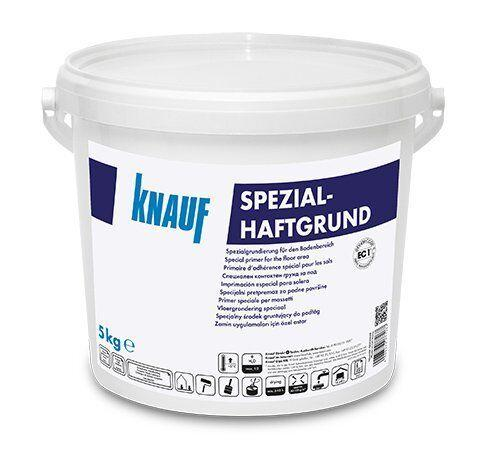 KNAUF
SPEZIAL-
HAFTGRUND
Spezialgrundierung für den Bodenbereich
Special primer for the floor area
Primaire d'adhérence spécial pour les sols
Специален контактен грунд за под
Imprimación especial para solera
Specijalni pretpremaz za podne površine
Primer speciale per massetti
Vloergrondering speciaal
Specjalny środek gruntujący do podłóg
Zemin uygulamaları için özel astar
EC1
5kg e
drying